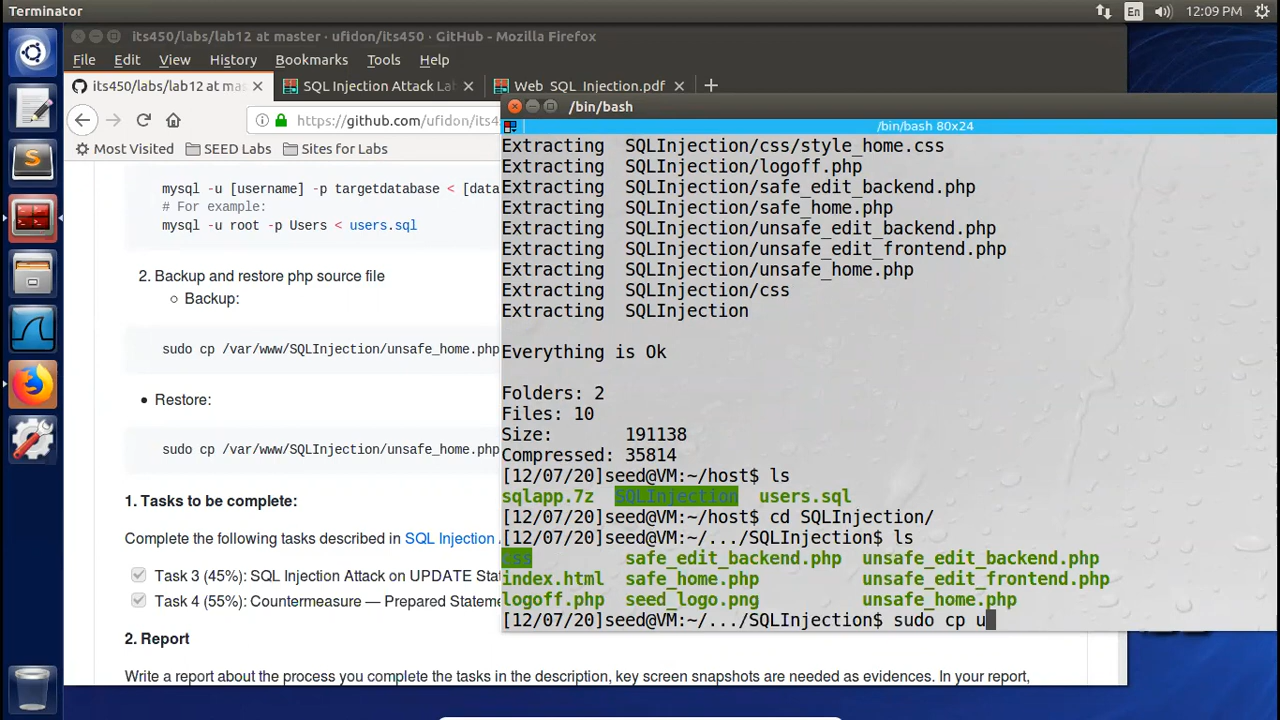 Terminator
En
12:09 PM
its450/labs/lab12 at master · ufidon/its450 · GitHub - Mozilla Firefox
File Edit View History Bookmarks Tools Help
its450/labs/lab12 at ma
SQL Injection Attack La
Web_SQL_Injection.pdf
https://github.com/ufidon/its4
Most Visited SEED Labs Sites for Labs
mysql -u [username] -p targetdatabase < [data
# For example:
mysql -u root -p Users < users.sql
2. Backup and restore php source file
Backup:
sudo cp /var/www/SQLInjection/unsafe_home.php
Restore:
sudo cp /var/www/SQLInjection/unsafe_home.php
1. Tasks to be complete:
Complete the following tasks described in SQL Injection
Task 3 (45%): SQL Injection Attack on UPDATE Sta
Task 4 (55%): Countermeasure — Prepared Stateme
2. Report
Write a report about the process you complete the tasks in the description, key screen snapshots are needed as evidences. In your report,
/bin/bash
/bin/bash 80x24
Extracting  SQLInjection/css/style_home.css
Extracting  SQLInjection/logoff.php
Extracting  SQLInjection/safe_edit_backend.php
Extracting  SQLInjection/safe_home.php
Extracting  SQLInjection/unsafe_edit_backend.php
Extracting  SQLInjection/unsafe_edit_frontend.php
Extracting  SQLInjection/unsafe_home.php
Extracting  SQLInjection/css
Extracting  SQLInjection
Everything is Ok
Folders: 2
Files: 10
Size:       191138
Compressed: 35814
[12/07/20]seed@VM:~/host$ ls
sqlapp.7z  SQLInjection  users.sql
[12/07/20]seed@VM:~/host$ cd SQLInjection/
[12/07/20]seed@VM:~/.../SQLInjection$ ls
css         safe_edit_backend.php  unsafe_edit_backend.php
index.html  safe_home.php          unsafe_edit_frontend.php
logoff.php  seed_logo.png          unsafe_home.php
[12/07/20]seed@VM:~/.../SQLInjection$ sudo cp u